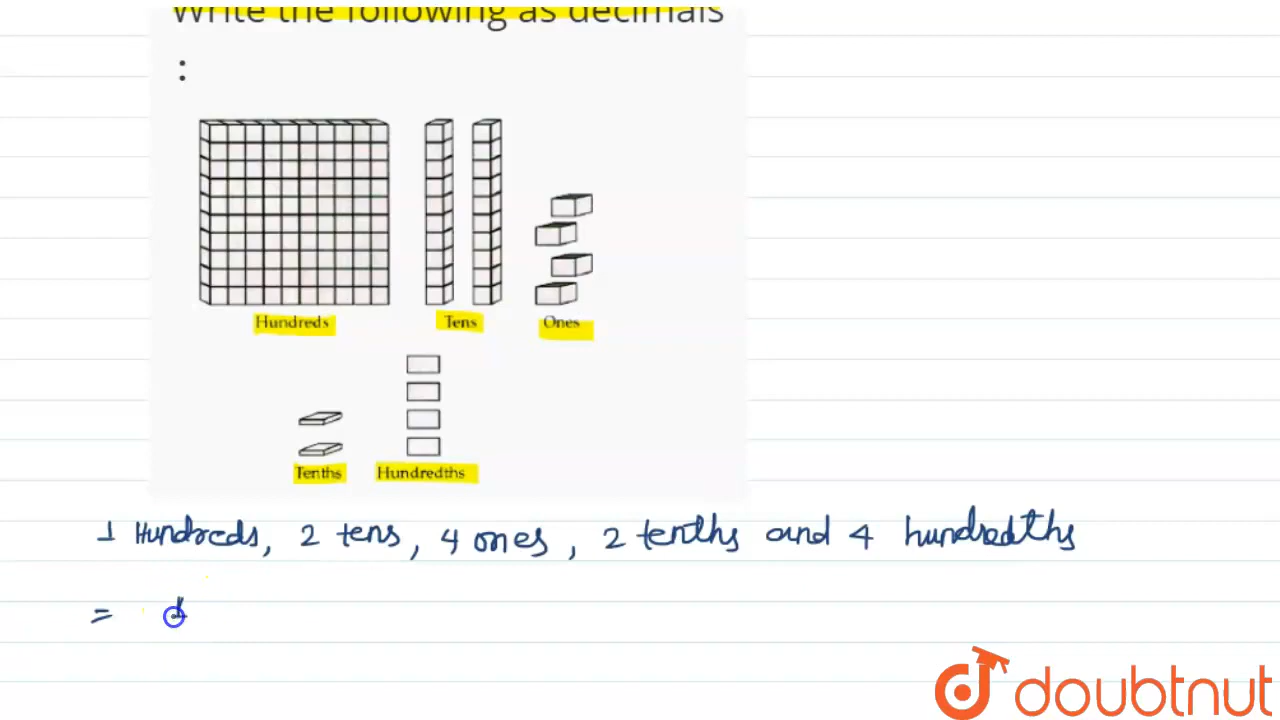 Write the following as decimals
:
Hundreds Tens Ones
Tenths Hundredths
1 Hundreds, 2 tens, 4 ones, 2 tenths and 4 hundredths
= 1
doubtnut